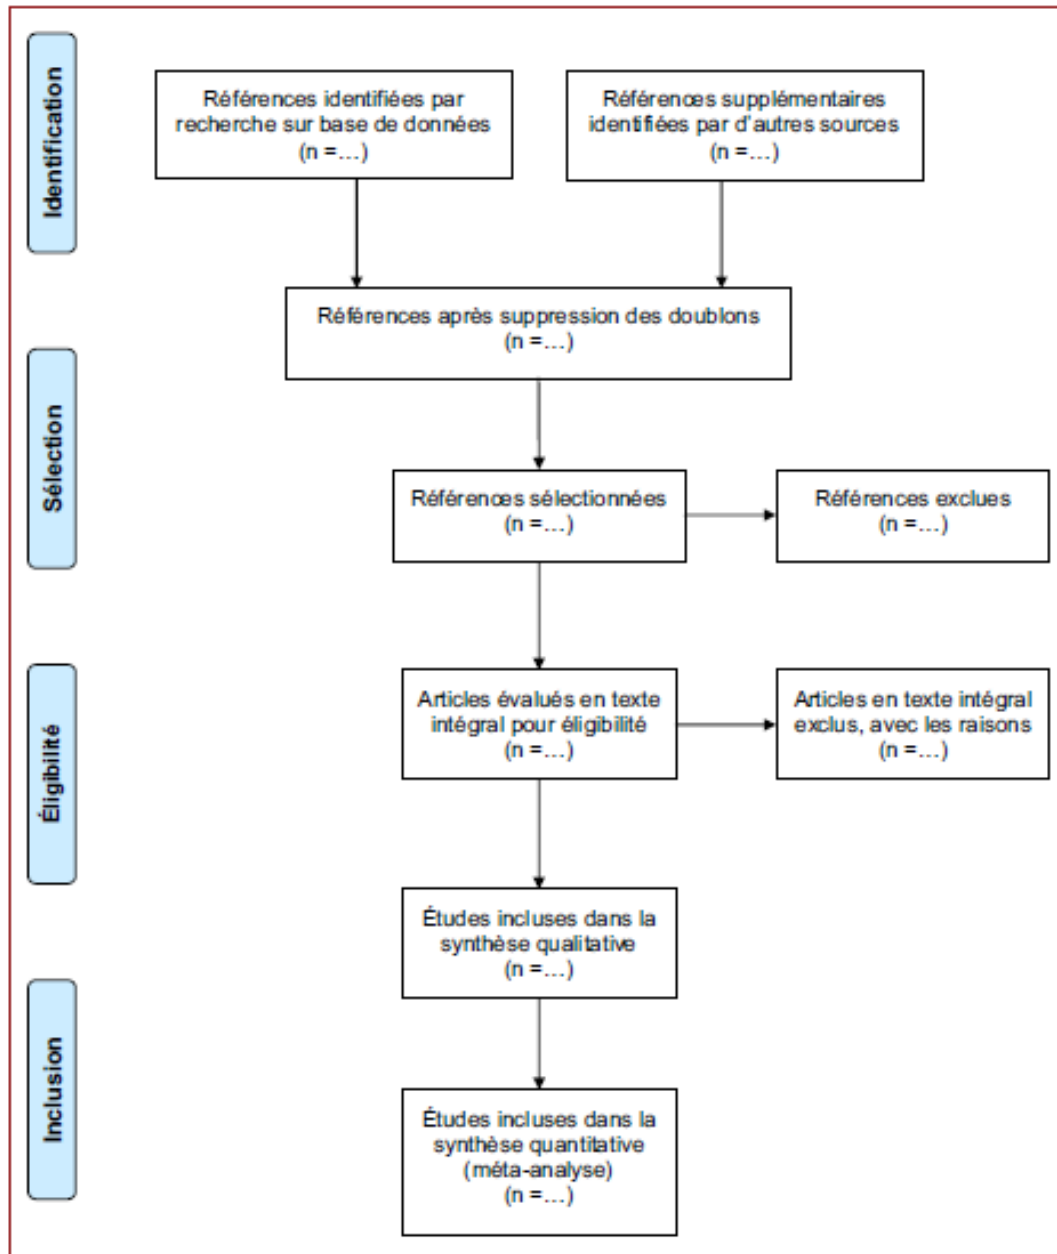 Identification
Références identifiées par
recherche sur base de données
(n =…)
Références supplémentaires
identifiées par d'autres sources
(n =…)
Références après suppression des doublons
(n =…)
Sélection
Références sélectionnées
(n =…)
Références exclues
(n =…)
Éligibilité
Articles évalués en texte
intégral pour éligibilité
(n =…)
Articles en texte intégral
exclus, avec les raisons
(n =…)
Études incluses dans la
synthèse qualitative
(n =…)
Inclusion
Études incluses dans la
synthèse quantitative
(méta-analyse)
(n =…)